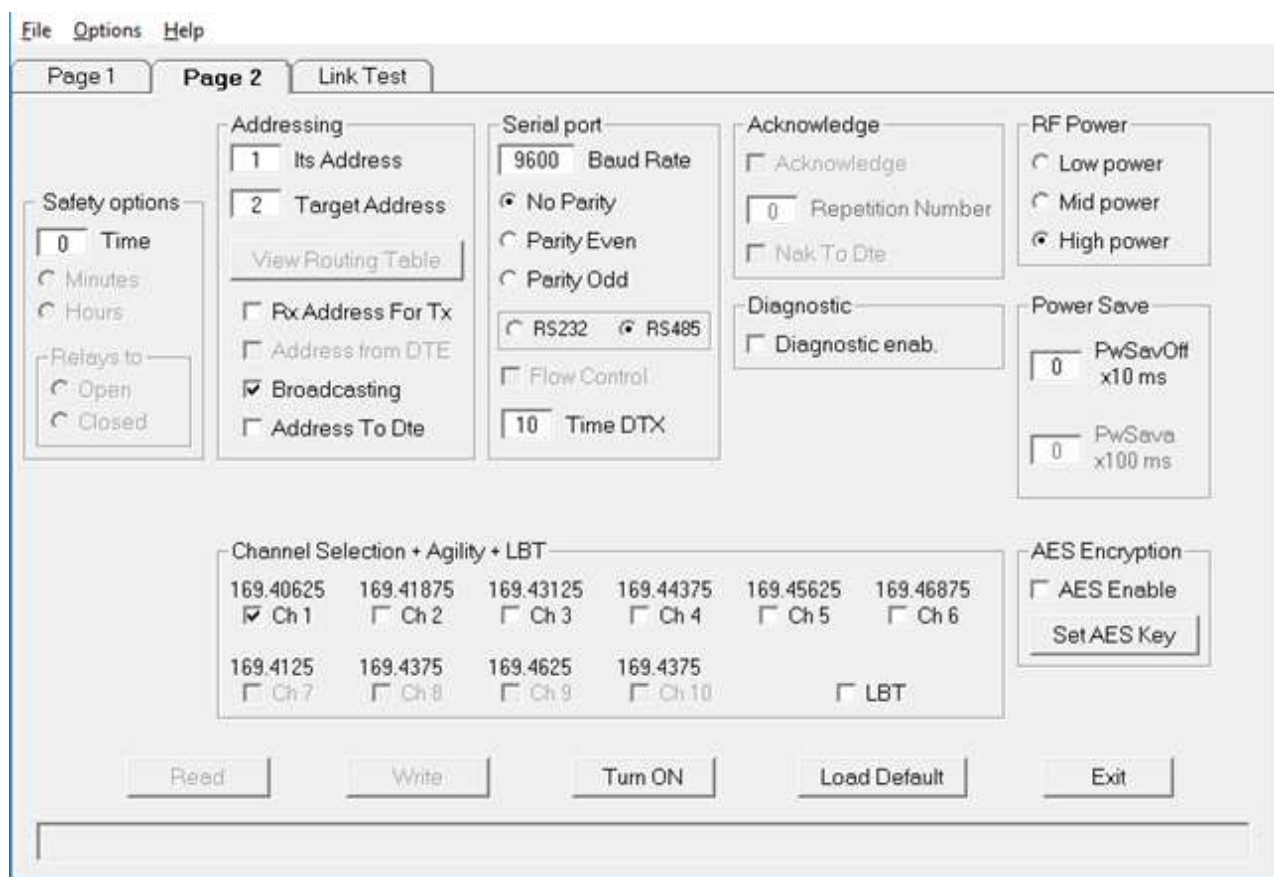 File Options Help
Page 1 Page 2 Link Test
Safety options
0 Time
Minutes
Hours
Relays to
Open
Closed
Addressing
1 Its Address
2 Target Address
View Routing Table
Rx Address For Tx
Address from DTE
Broadcasting
Address To Dte
Serial port
9600 Baud Rate
No Parity
Parity Even
Parity Odd
RS232 RS485
Flow Control
10 Time DTX
Acknowledge
Acknowledge
0 Repetition Number
Nak To Dte
Diagnostic
Diagnostic enab.
RF Power
Low power
Mid power
High power
Power Save
0 PwSavOff
x10 ms
0 PwSava
x100 ms
Channel Selection + Agility + LBT
169.40625 169.41875 169.43125 169.44375 169.45625 169.46875
Ch 1 Ch 2 Ch 3 Ch 4 Ch 5 Ch 6
169.4125 169.4375 169.4625 169.4375
Ch 7 Ch 8 Ch 9 Ch 10 LBT
AES Encryption
AES Enable
Set AES Key
Read Write Turn ON Load Default Exit